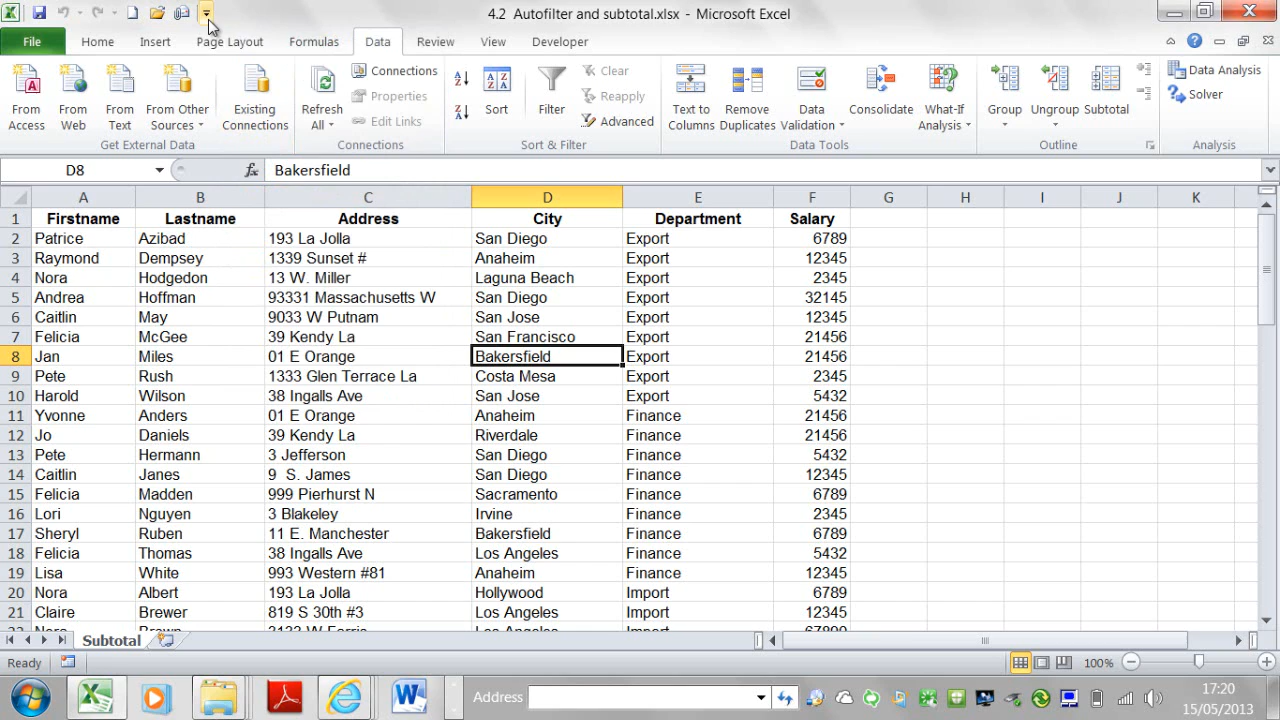 4.2 Autofilter and subtotal.xlsx - Microsoft Excel
File Home Insert Page Layout Formulas Data Review View Developer
From Access From Web From Text From Other Sources Existing Connections
Get External Data
Refresh All Connections Properties Edit Links
Connections
Sort Filter Clear Reapply Advanced
Sort & Filter
Text to Columns Remove Duplicates Data Validation Consolidate What-If Analysis
Data Tools
Group Ungroup Subtotal
Outline
Data Analysis Solver
Analysis
D8 fx Bakersfield
A B C D E F G H I J K
1 Firstname Lastname Address City Department Salary
2 Patrice Azibad 193 La Jolla San Diego Export 6789
3 Raymond Dempsey 1339 Sunset # Anaheim Export 12345
4 Nora Hodgedon 13 W. Miller Laguna Beach Export 2345
5 Andrea Hoffman 93331 Massachusetts W San Diego Export 32145
6 Caitlin May 9033 W Putnam San Jose Export 12345
7 Felicia McGee 39 Kendy La San Francisco Export 21456
8 Jan Miles 01 E Orange Bakersfield Export 21456
9 Pete Rush 1333 Glen Terrace La Costa Mesa Export 2345
10 Harold Wilson 38 Ingalls Ave San Jose Export 5432
11 Yvonne Anders 01 E Orange Anaheim Finance 21456
12 Jo Daniels 39 Kendy La Riverdale Finance 21456
13 Pete Hermann 3 Jefferson San Diego Finance 5432
14 Caitlin Janes 9 S. James San Diego Finance 12345
15 Felicia Madden 999 Pierhurst N Sacramento Finance 6789
16 Lori Nguyen 3 Blakeley Irvine Finance 2345
17 Sheryl Ruben 11 E. Manchester Bakersfield Finance 6789
18 Felicia Thomas 38 Ingalls Ave Los Angeles Finance 5432
19 Lisa White 993 Western #81 Anaheim Finance 12345
20 Nora Albert 193 La Jolla Hollywood Import 6789
21 Claire Brewer 819 S 30th #3 Los Angeles Import 12345
Subtotal
Ready 100%
Address 17:20
15/05/2013